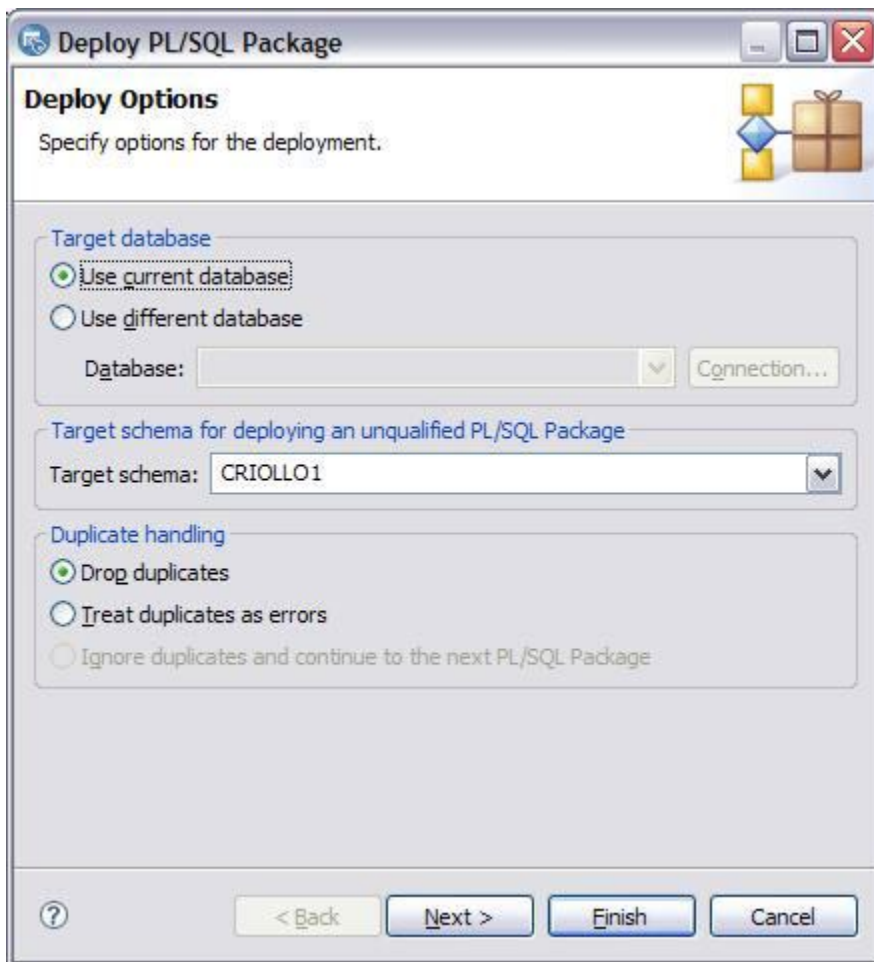 Deploy PL/SQL Package
Deploy Options
Specify options for the deployment.
Target database
Use current database
Use different database
Database:
Connection...
Target schema for deploying an unqualified PL/SQL Package
Target schema: CRIOLLO1
Duplicate handling
Drop duplicates
Treat duplicates as errors
Ignore duplicates and continue to the next PL/SQL Package
? < Back Next > Finish Cancel